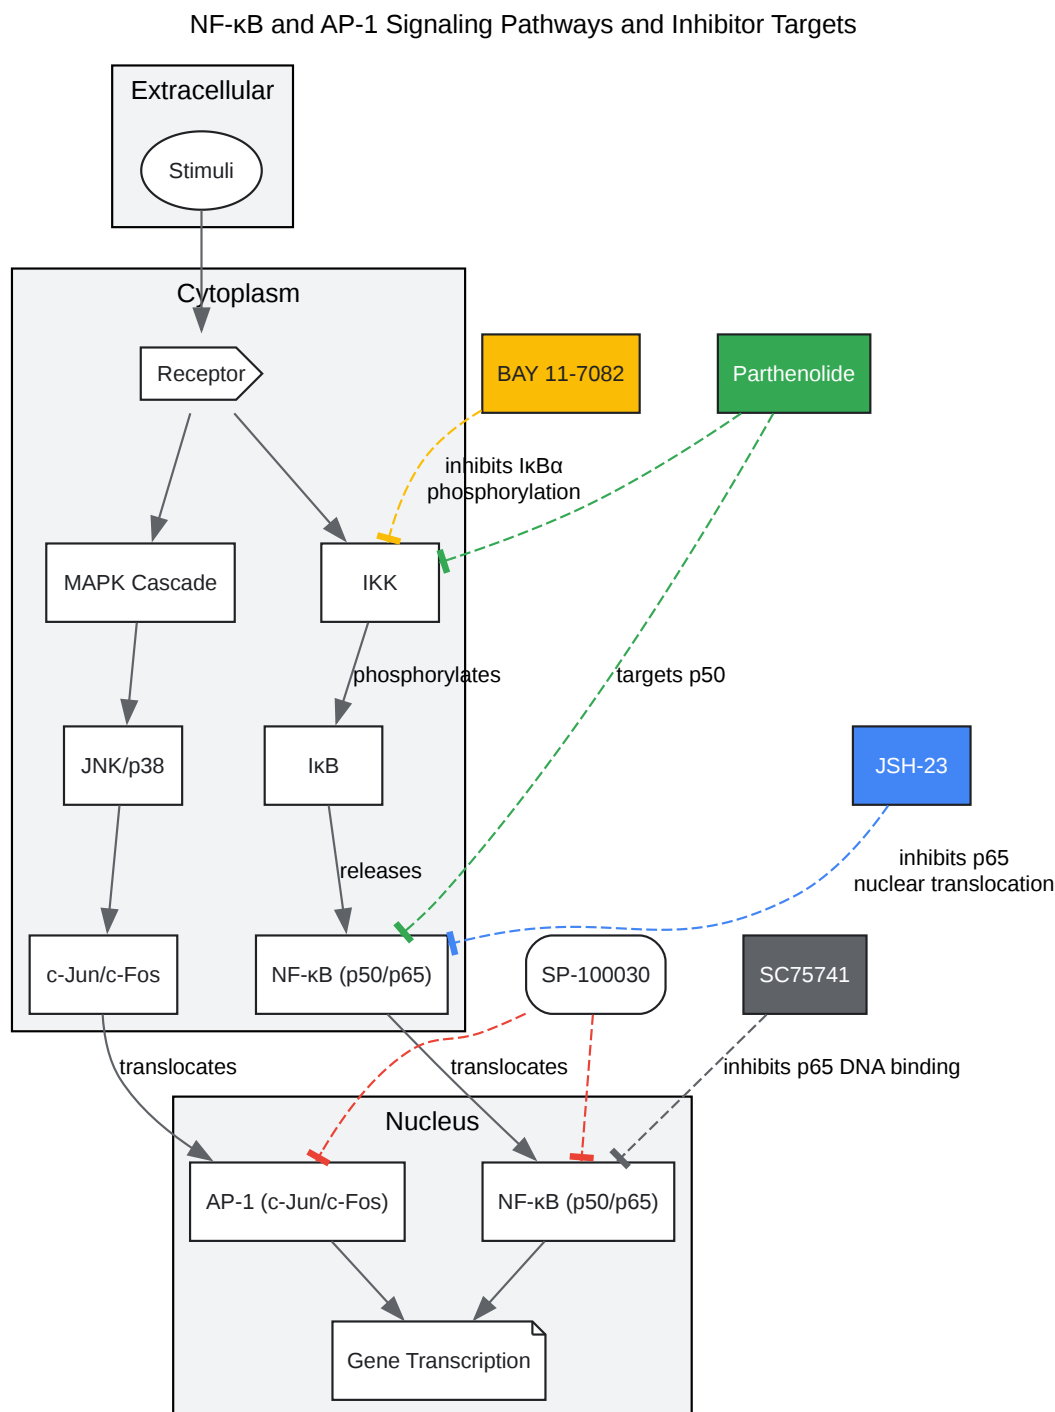 NF-κB and AP-1 Signaling Pathways and Inhibitor Targets
Extracellular
Stimuli
Cytoplasm
Receptor
BAY 11-7082
Parthenolide
inhibits IκBα
phosphorylation
MAPK Cascade
IKK
phosphorylates
targets p50
JNK/p38
IκB
JSH-23
releases
inhibits p65
nuclear translocation
c-Jun/c-Fos
NF-κB (p50/p65)
SP-100030
SC75741
translocates
translocates
inhibits p65 DNA binding
Nucleus
AP-1 (c-Jun/c-Fos)
NF-κB (p50/p65)
Gene Transcription